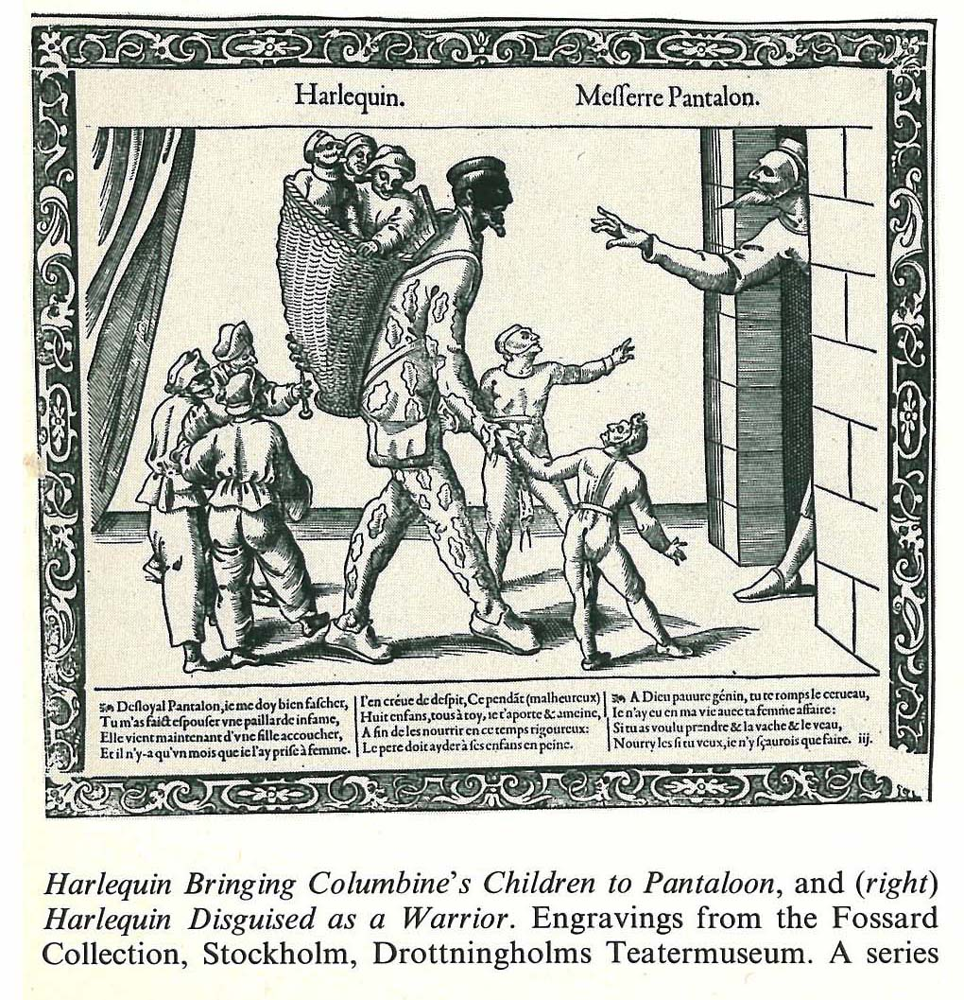 Harlequin.
Meſſerre Pantalon.
Deſloyal Pantalon, ie me doy bien faſcher,
Tu m'as faict eſpouſer vne paillarde infame,
Elle vient maintenant d'vne fille accoucher,
Et il n'y-a qu'vn mois que ie l'ay priſe à femme.
I'en créue de deſpit, Ce pendāt (malheureux)
Huit enfans, tous à toy, ie t'aporte & ameine,
A fin de les nourrir en ce temps rigoureux:
Le pere doit ayder à ſes enfans en peine.
A Dieu pauure génin, tu te romps le cerueau,
Ie n'ay eu en ma vie auec ta femme affaire:
Si tu as voulu prendre & la vache & le veau,
Nourry les ſi tu veux, ie n'y ſçaurois que faire. iij.
Harlequin Bringing Columbine's Children to Pantaloon, and (right)
Harlequin Disguised as a Warrior. Engravings from the Fossard
Collection, Stockholm, Drottningholms Teatermuseum. A series